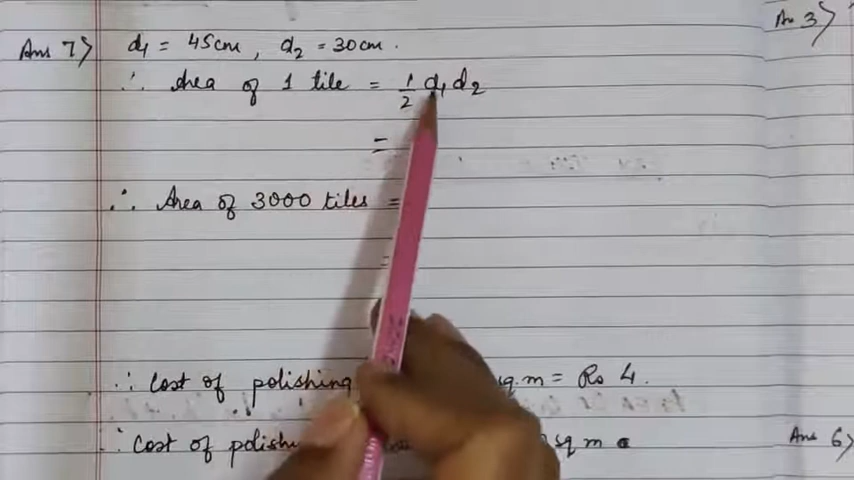 Ans 7> d1 = 45cm, d2 = 30cm.
∴ Area of 1 tile = 1/2 d1 d2
=
∴ Area of 3000 tiles =
=
∴ Cost of polishing sq.m = Rs 4.
∴ Cost of sq m
Ans 3>
Ans 6>